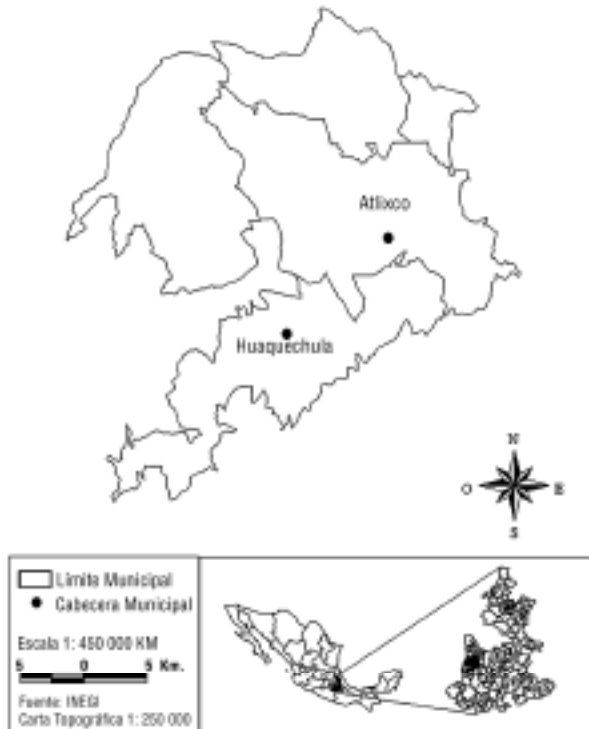 Atlixco
Huaquechula
N
O E
S
Límite Municipal
Cabecera Municipal
Escala 1: 450 000 KM
5 0 5 Km.
Fuente: INEGI
Carta Topográfica 1: 250 000